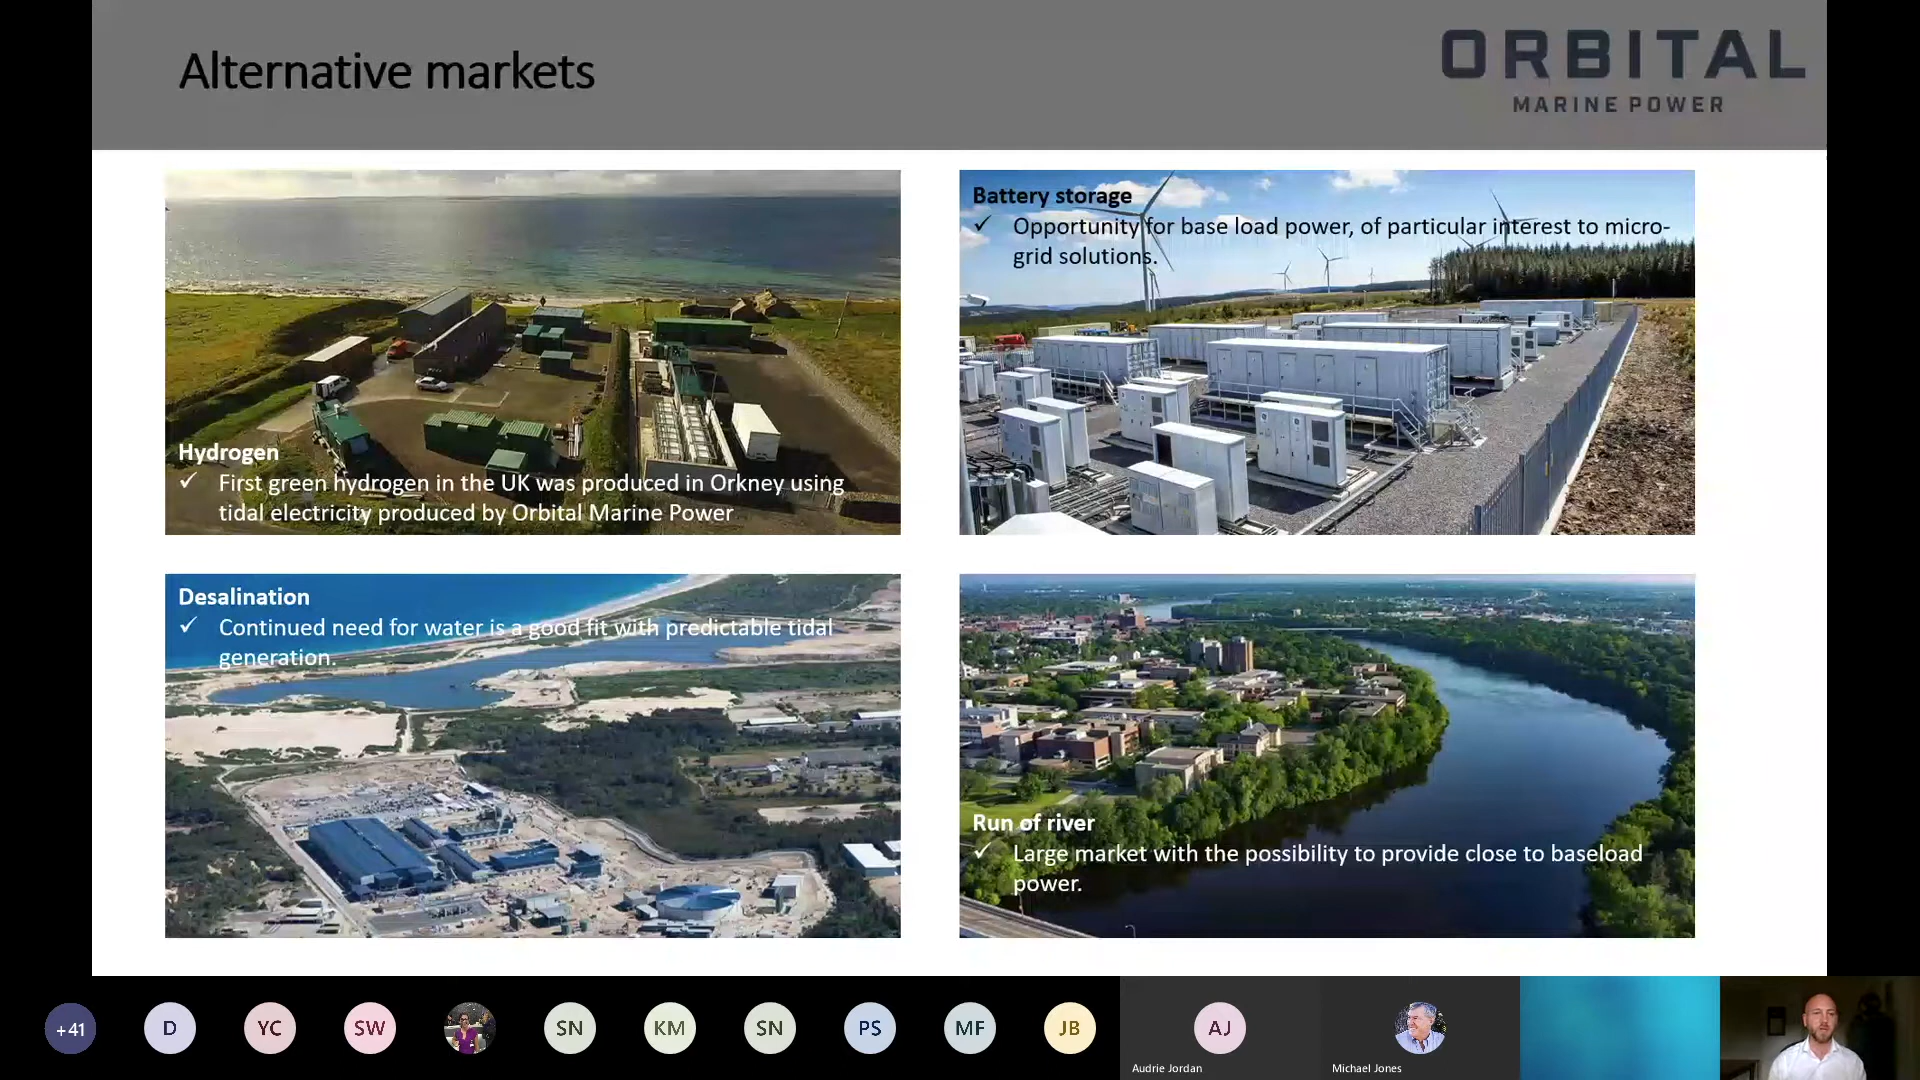 Alternative markets
ORBITAL
MARINE POWER
Hydrogen
✓ First green hydrogen in the UK was produced in Orkney using
tidal electricity produced by Orbital Marine Power
Battery storage
✓ Opportunity for base load power, of particular interest to micro-
grid solutions.
Desalination
✓ Continued need for water is a good fit with predictable tidal
generation.
Run of river
✓ Large market with the possibility to provide close to baseload
power.
+41
D
YC
SW
SN
KM
SN
PS
MF
JB
AJ
Audrie Jordan
Michael Jones